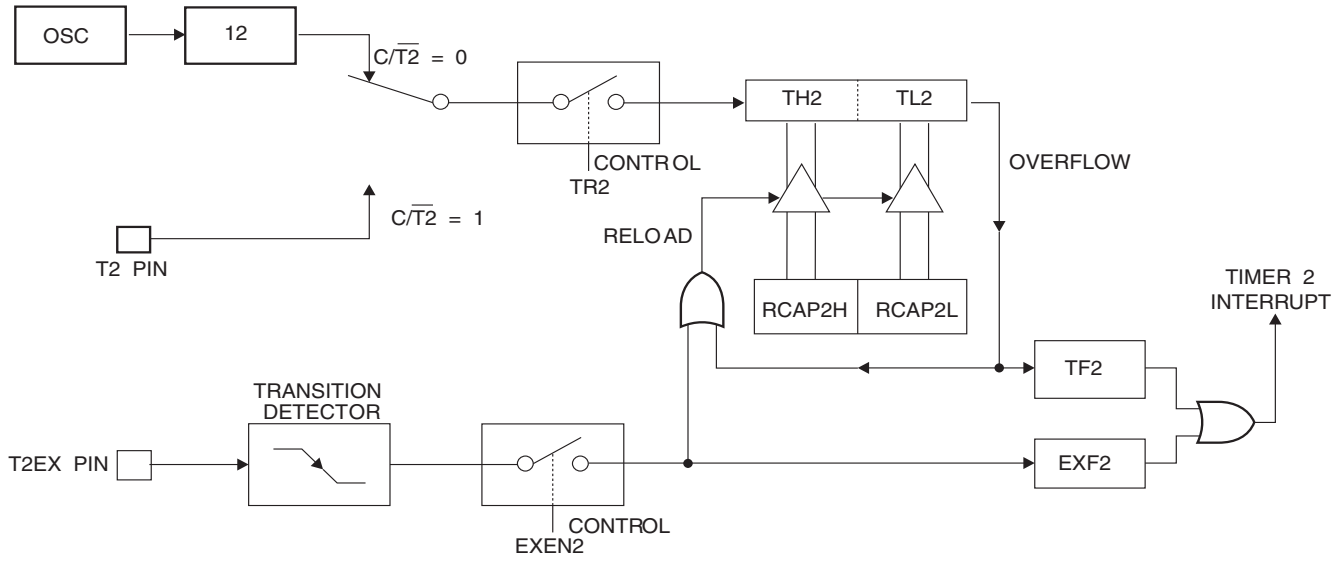 OSC
12
C/T2 = 0
TH2
TL2
CONTROL
TR2
OVERFLOW
C/T2 = 1
RELOAD
T2 PIN
TIMER 2
INTERRUPT
RCAP2H
RCAP2L
TF2
TRANSITION
DETECTOR
T2EX PIN
EXF2
CONTROL
EXEN2